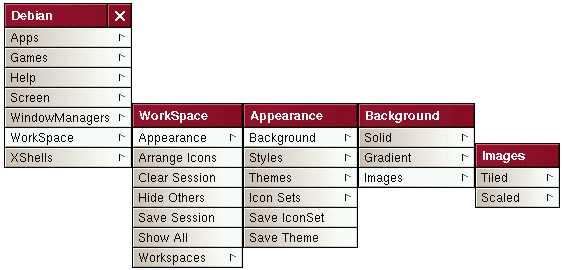 Debian
Apps
Games
Help
Screen
WindowManagers
WorkSpace
XShells
WorkSpace
Appearance
Arrange Icons
Clear Session
Hide Others
Save Session
Show All
Workspaces
Appearance
Background
Styles
Themes
Icon Sets
Save IconSet
Save Theme
Background
Solid
Gradient
Images
Images
Tiled
Scaled